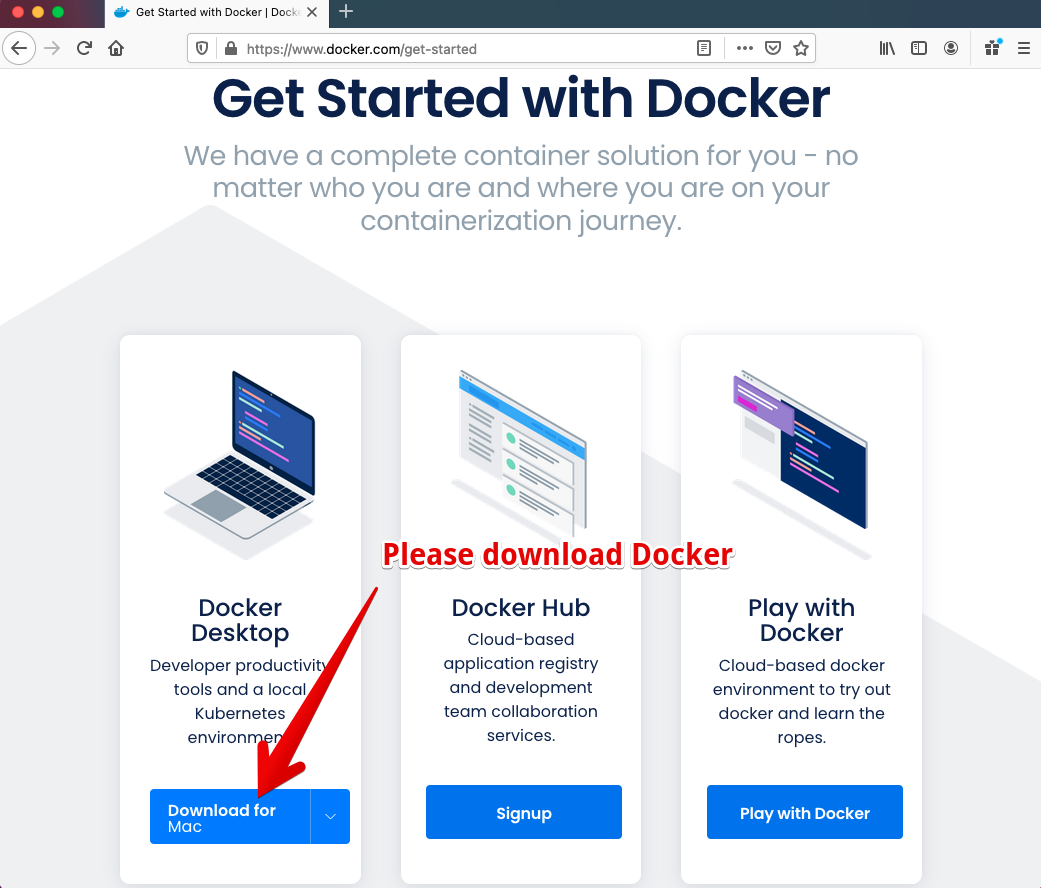 Get Started with Docker | Docke
https://www.docker.com/get-started
Get Started with Docker
We have a complete container solution for you - no
matter who you are and where you are on your
containerization journey.
Please download Docker
Docker
Desktop
Developer productivity
tools and a local
Kubernetes
environmen
Download for
Mac
Docker Hub
Cloud-based
application registry
and development
team collaboration
services.
Signup
Play with
Docker
Cloud-based docker
environment to try out
docker and learn the
ropes.
Play with Docker